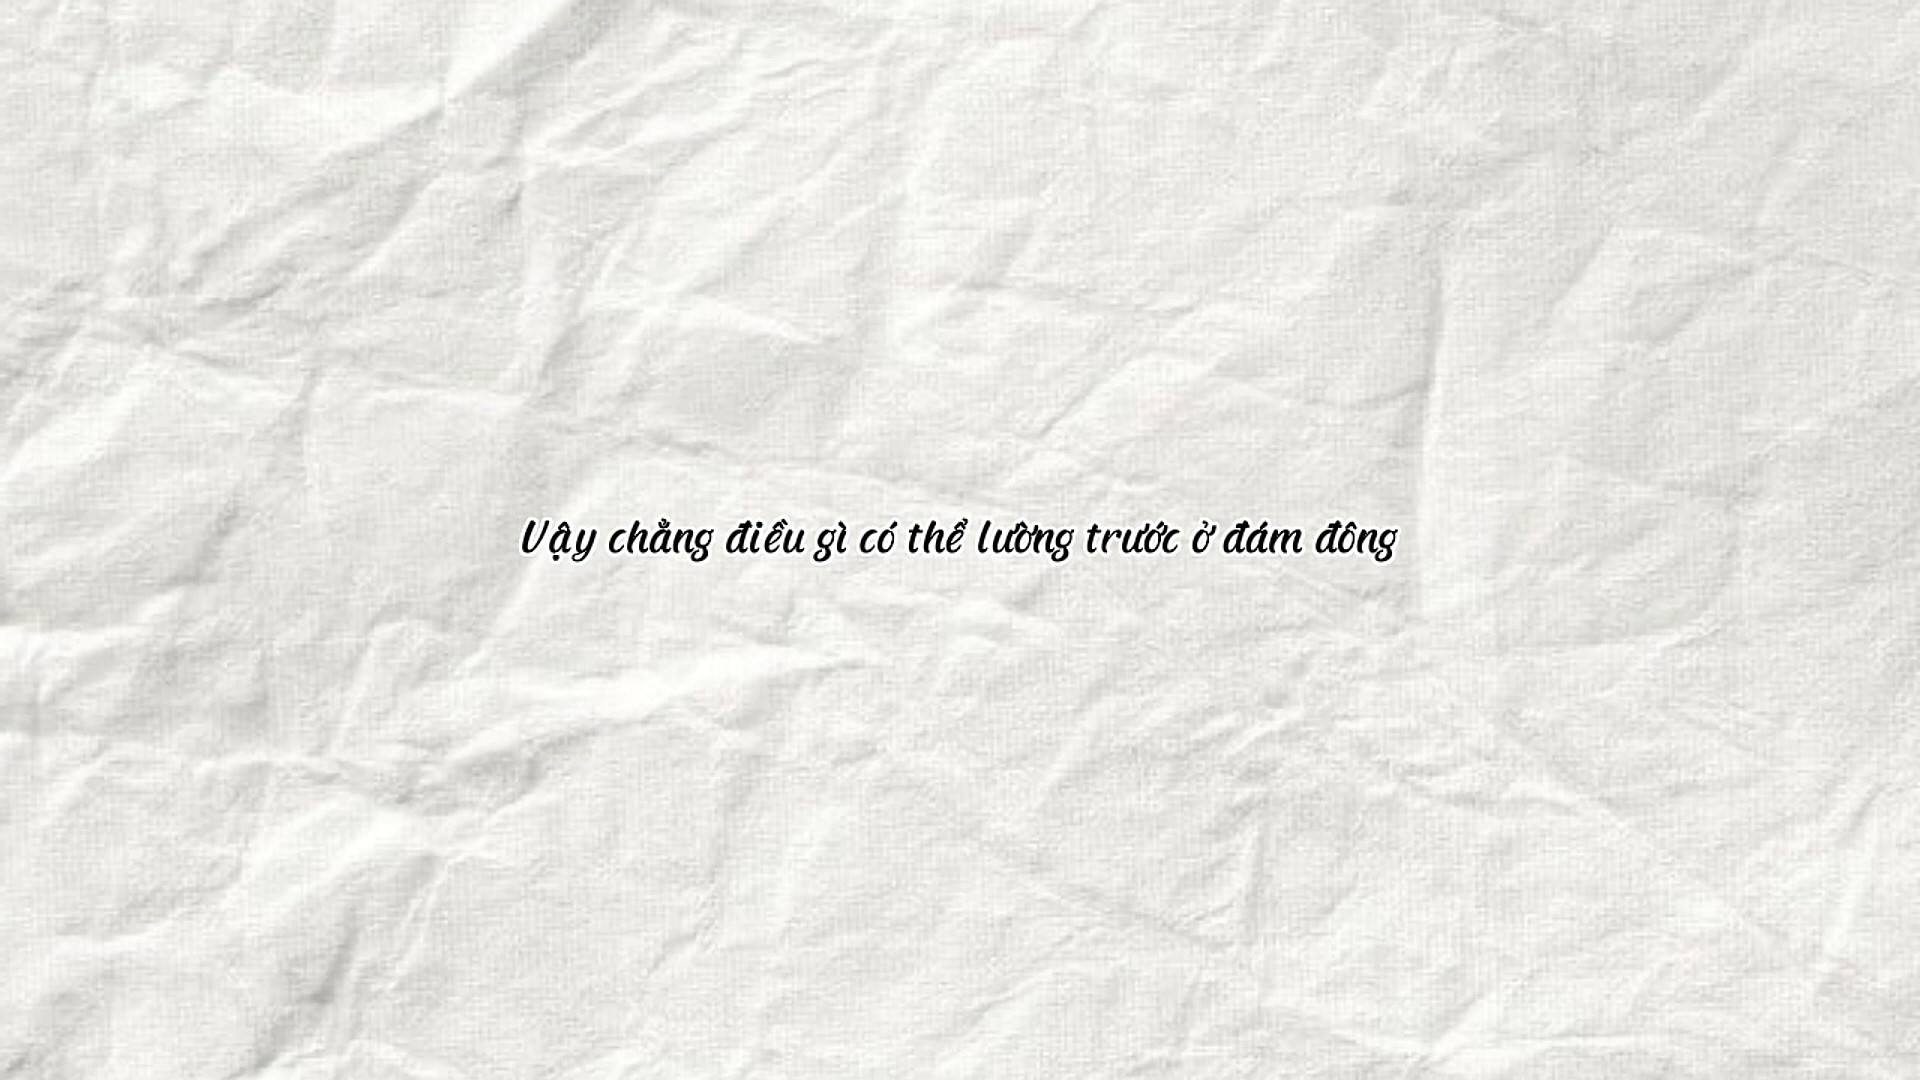 Vậy chẳng điều gì có thể lường trước ở đám đông